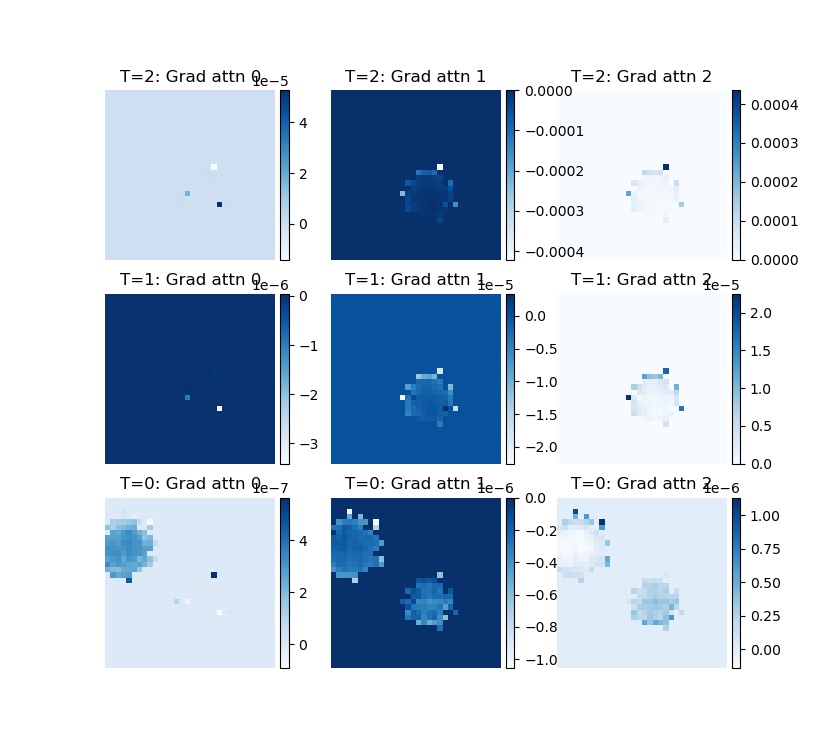 T=2: Grad attn 0
1e−5
T=2: Grad attn 1
T=2: Grad attn 2
4
2
0
0.0000
−0.0001
−0.0002
−0.0003
−0.0004
0.0004
0.0003
0.0002
0.0001
0.0000
T=1: Grad attn 0
1e−6
T=1: Grad attn 1
1e−5
T=1: Grad attn 2
1e−5
0
−1
−2
−3
0.0
−0.5
−1.0
−1.5
−2.0
2.0
1.5
1.0
0.5
0.0
T=0: Grad attn 0
1e−7
T=0: Grad attn 1
1e−6
T=0: Grad attn 2
1e−6
4
2
0
0.0
−0.2
−0.4
−0.6
−0.8
−1.0
1.00
0.75
0.50
0.25
0.00